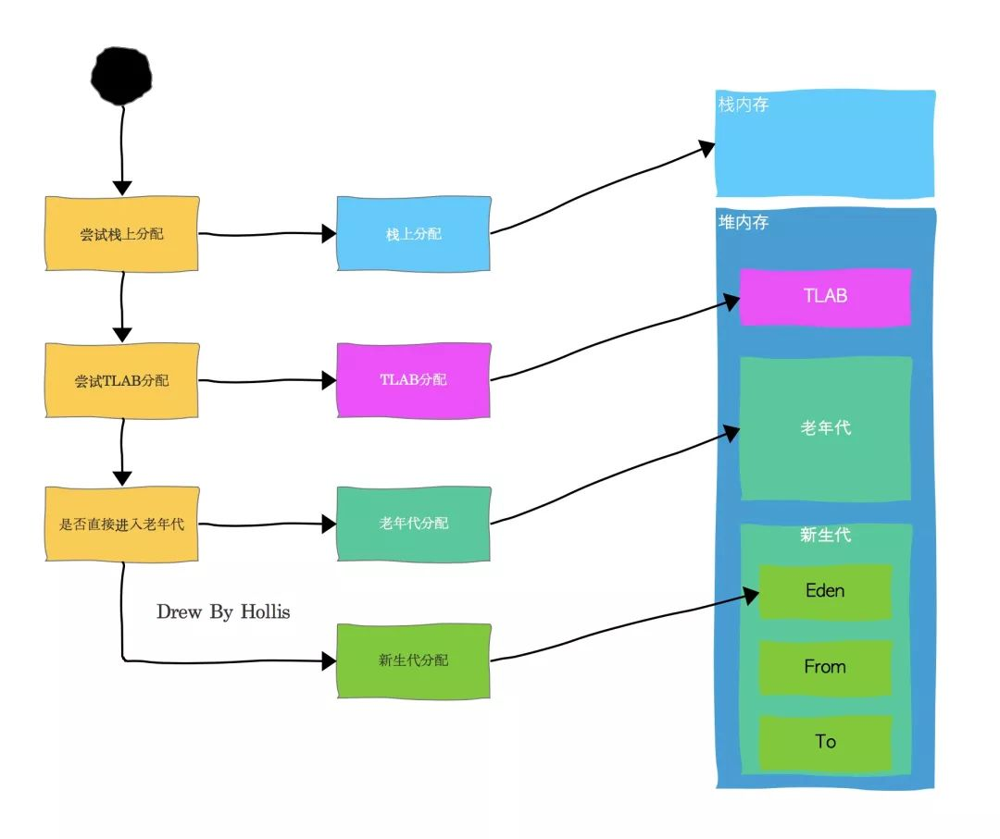 栈内存
堆内存
尝试栈上分配
栈上分配
TLAB
尝试TLAB分配
TLAB分配
老年代
是否直接进入老年代
老年代分配
新生代
Eden
Drew By Hollis
新生代分配
From
To